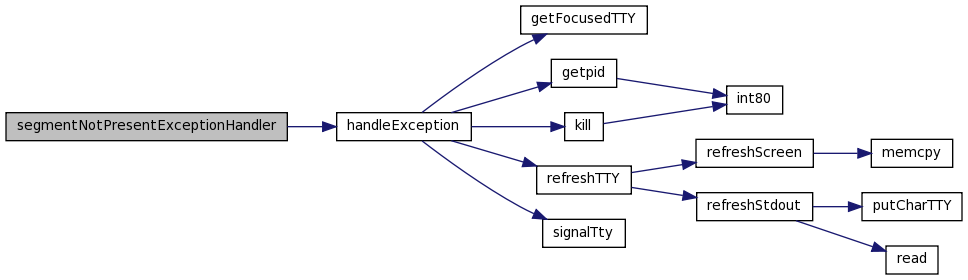 getFocusedTTY
getpid
int80
segmentNotPresentExceptionHandler
handleException
kill
refreshScreen
memcpy
refreshTTY
refreshStdout
putCharTTY
signalTty
read